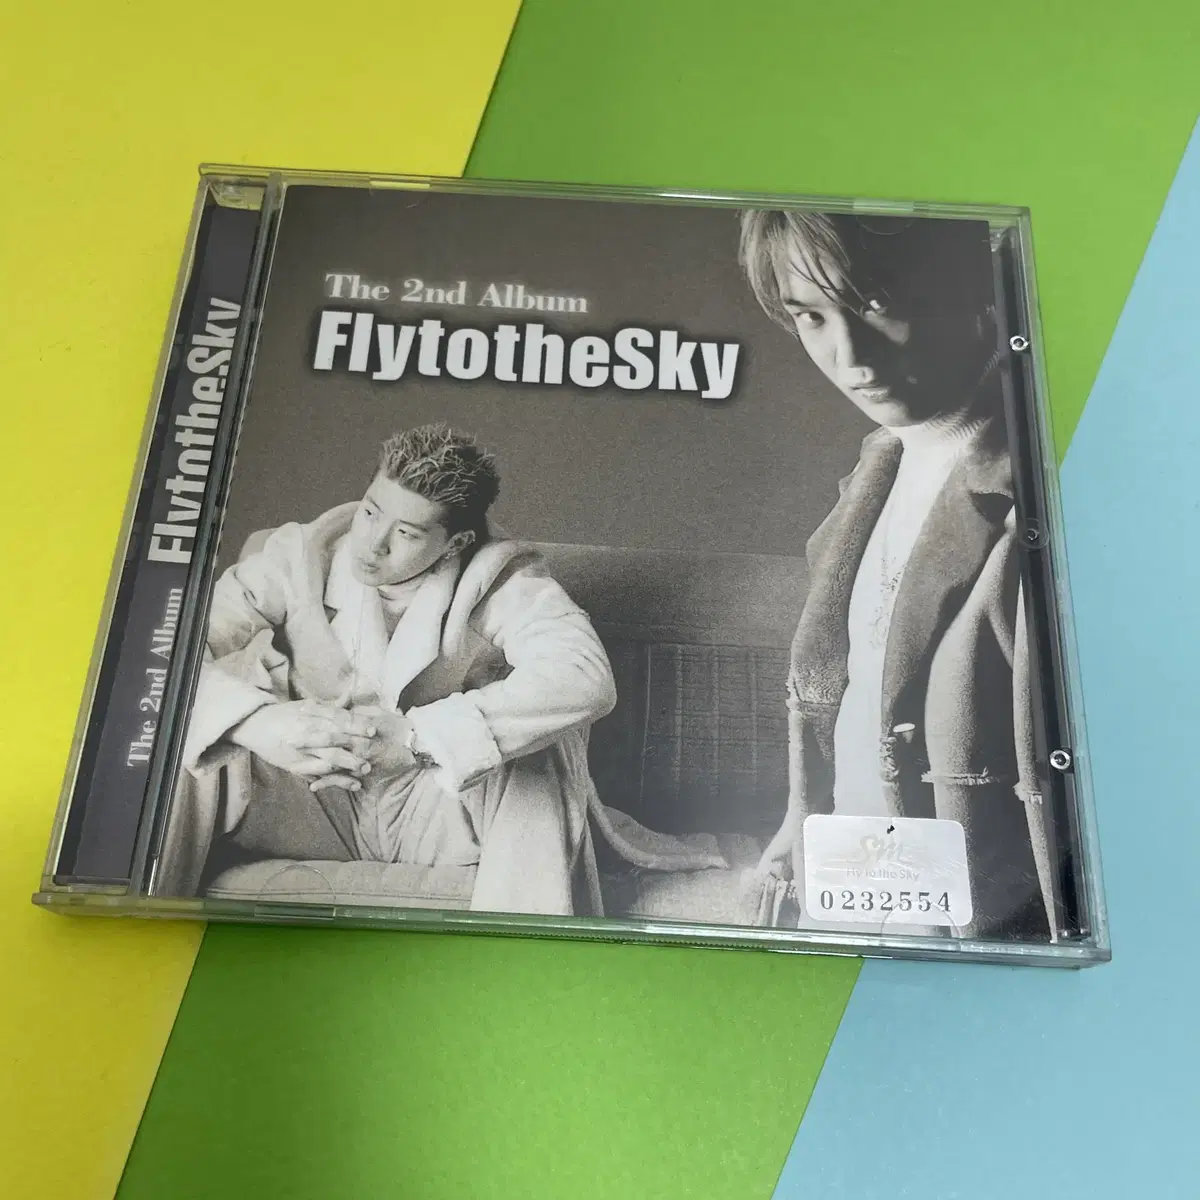 The 2nd Album
FlytotheSky
The 2nd Album FlytotheSky
SM
Fly to the Sky
0232554